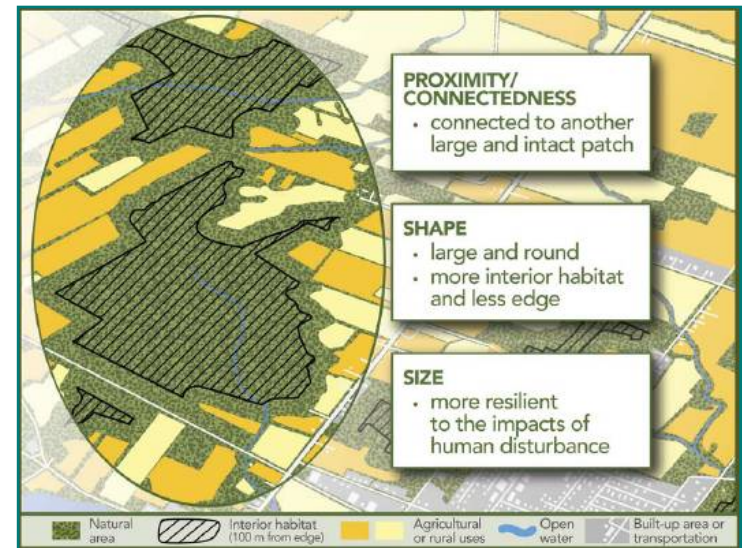 PROXIMITY/
CONNECTEDNESS
• connected to another
large and intact patch
SHAPE
• large and round
• more interior habitat
and less edge
SIZE
• more resilient
to the impacts of
human disturbance
Natural
area
Interior habitat
(100 m from edge)
Agricultural
or rural uses
Open
water
Built-up area or
transportation